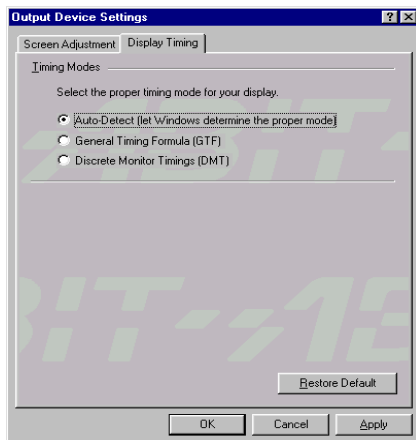 Output Device Settings
Screen Adjustment
Display Timing
Timing Modes
Select the proper timing mode for your display.
Auto-Detect (let Windows determine the proper mode)
General Timing Formula (GTF)
Discrete Monitor Timings (DMT)
ABIT
Restore Default
OK
Cancel
Apply